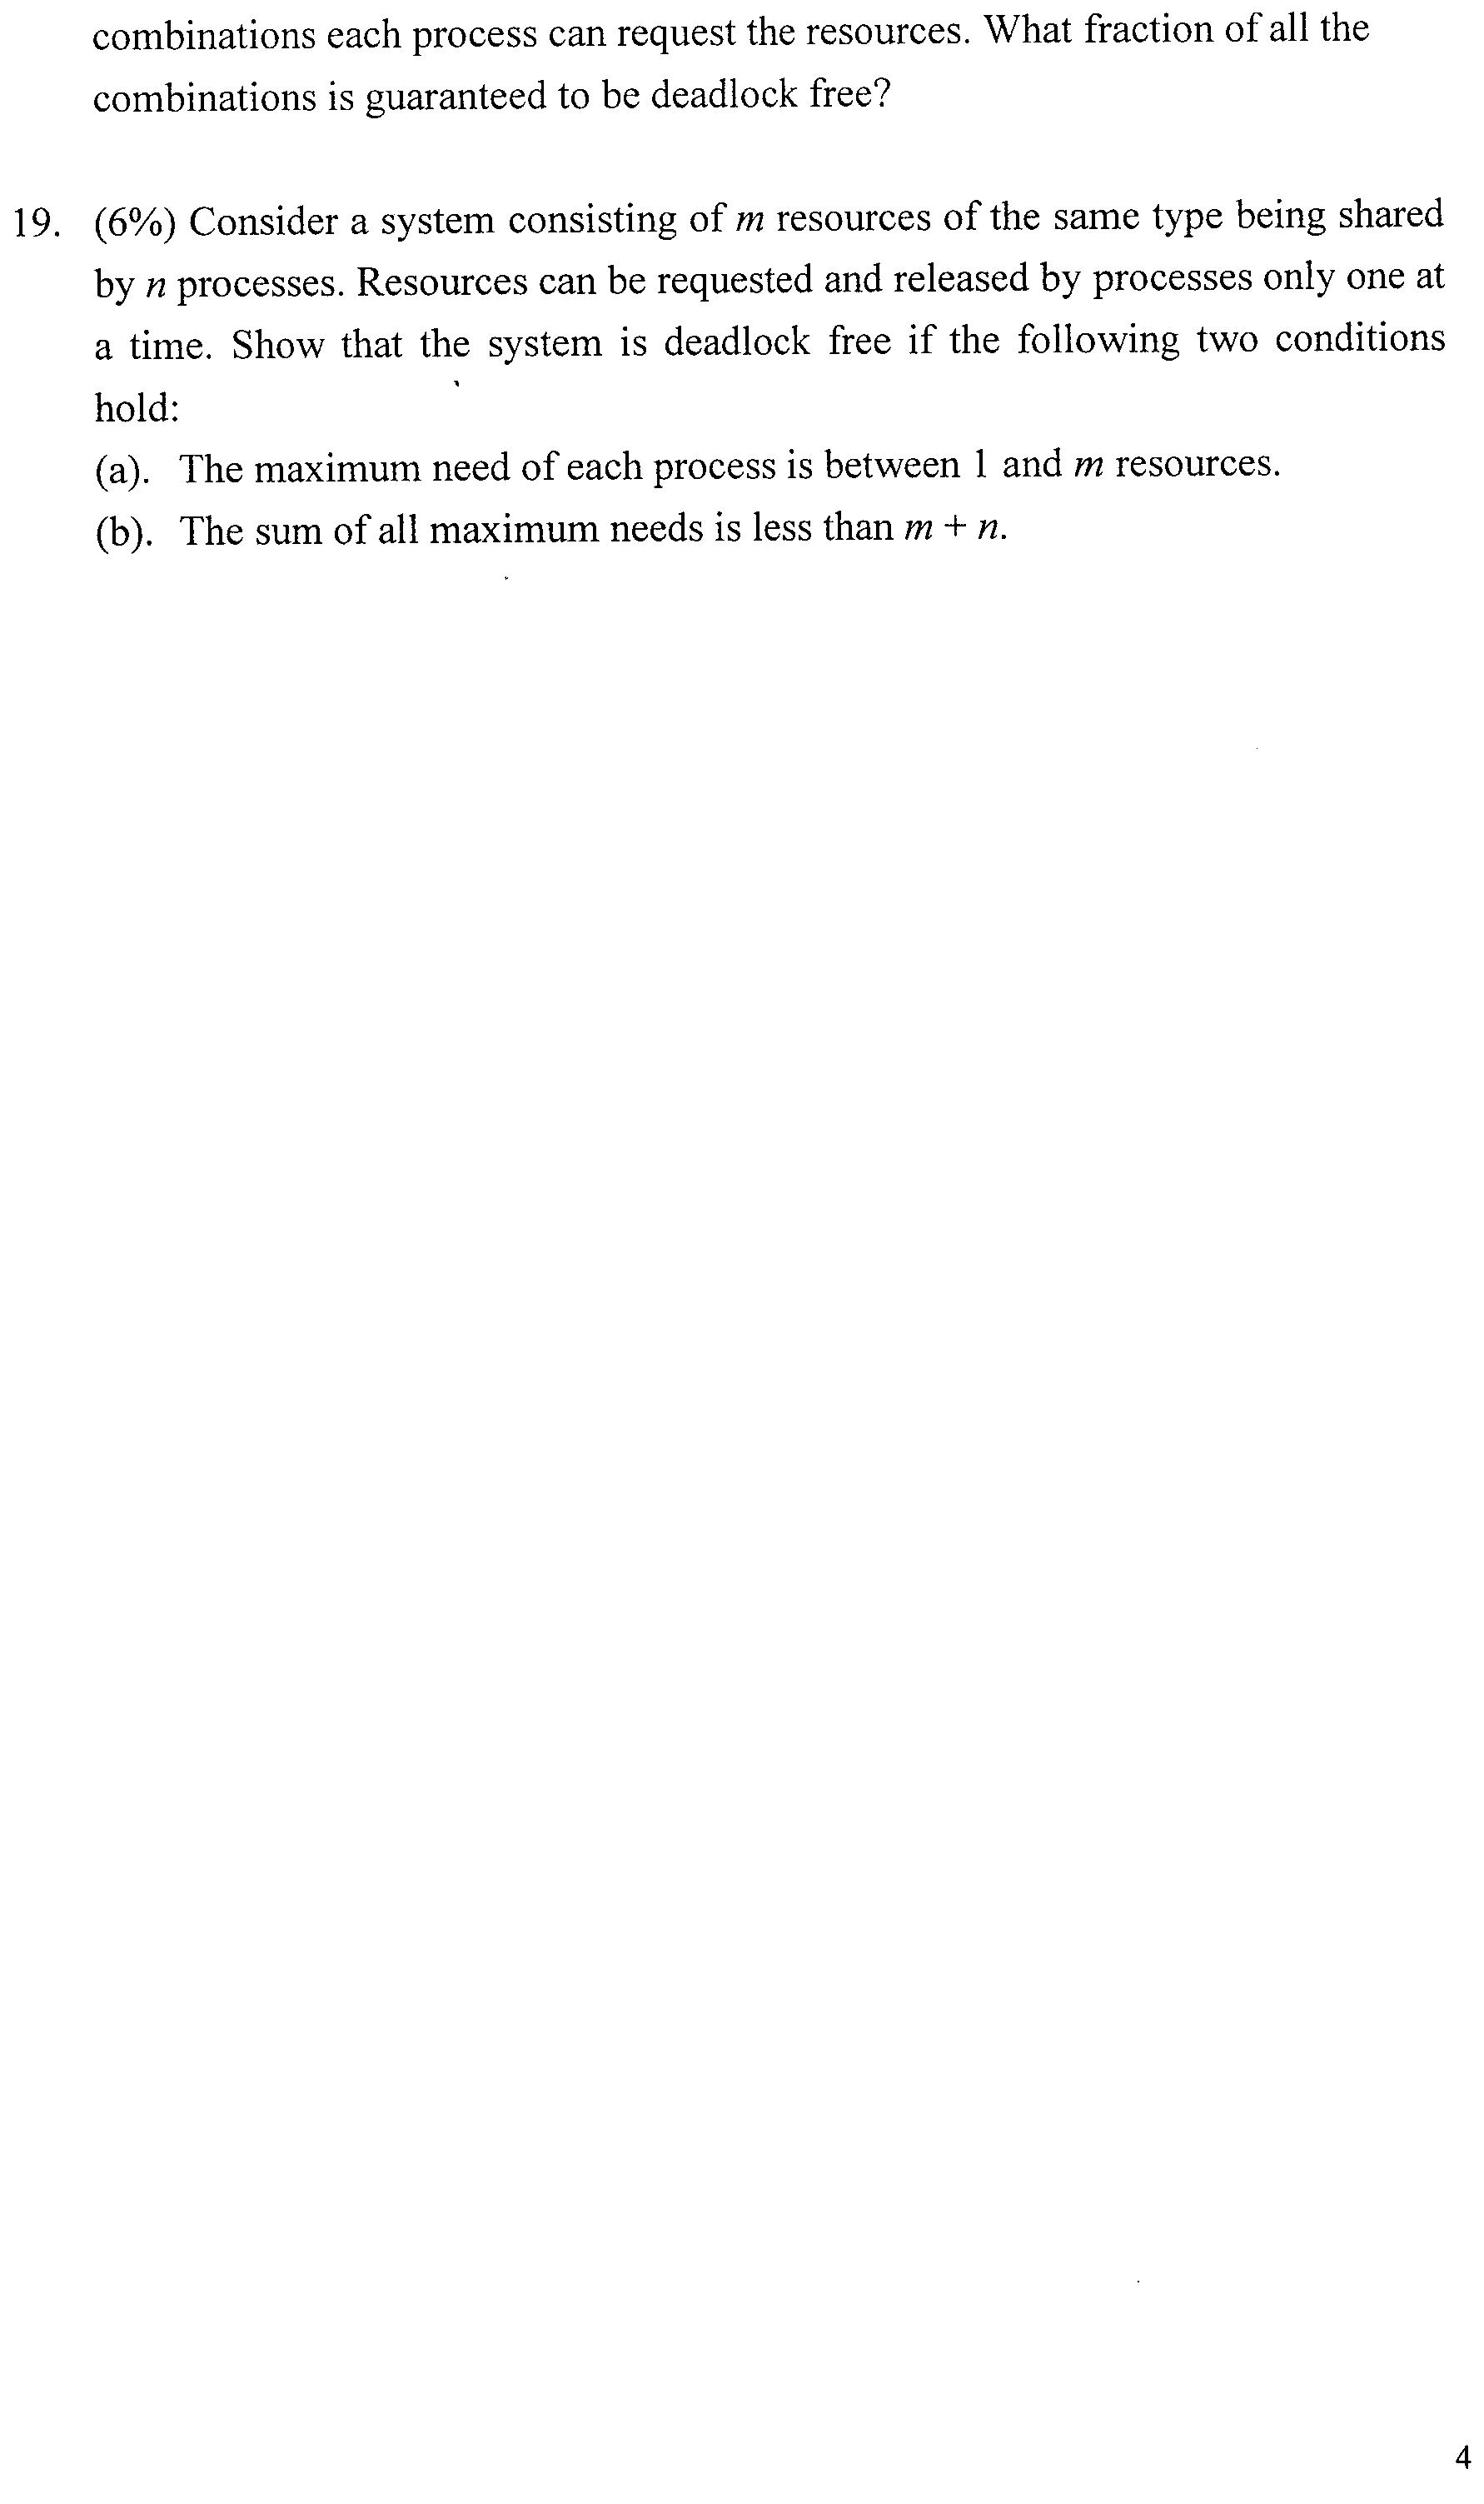 combinations each process can request the resources. What fraction of all the
combinations is guaranteed to be deadlock free?
19. (6%) Consider a system consisting of m resources of the same type being shared
by n processes. Resources can be requested and released by processes only one at
a time. Show that the system is deadlock free if the following two conditions
hold:
(a). The maximum need of each process is between 1 and m resources.
(b). The sum of all maximum needs is less than m + n.
4